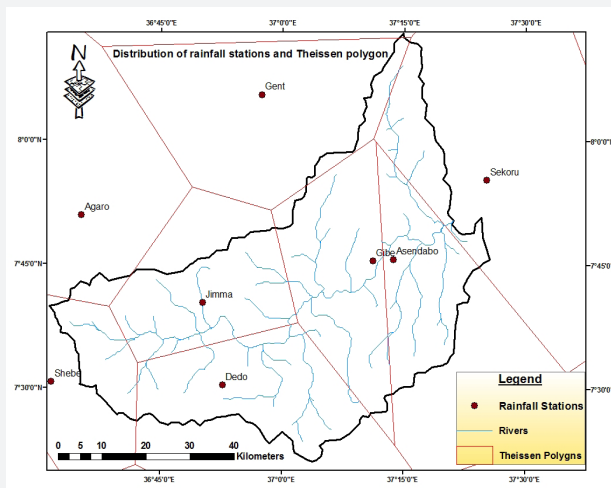 36°45'0"E 37°0'0"E 37°15'0"E 37°30'0"E
Distribution of rainfall stations and Theissen polygon
N
Gent
8°0'0"N 8°0'0"N
Sekoru
Agaro
Gibe Asendabo
7°45'0"N 7°45'0"N
Jimma
Shebe
Dedo
7°30'0"N 7°30'0"N
Legend
Rainfall Stations
Rivers
Theissen Polygns
0 5 10 20 30 40
Kilometers
36°45'0"E 37°0'0"E 37°15'0"E 37°30'0"E